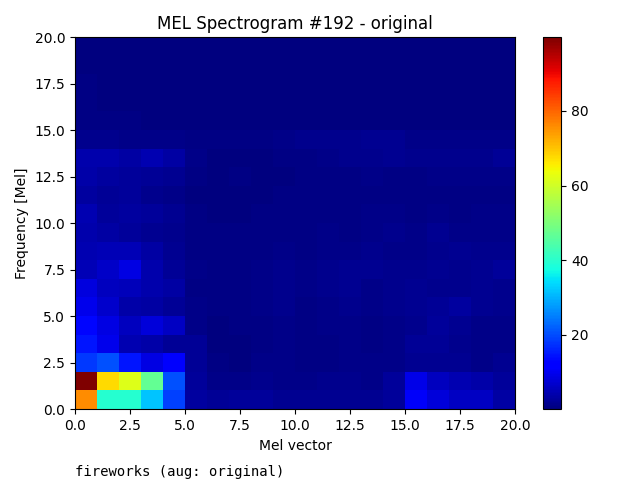 MEL Spectrogram #192 - original
20.0
17.5
15.0
12.5
10.0
7.5
5.0
2.5
0.0
Frequency [Mel]
0.0 2.5 5.0 7.5 10.0 12.5 15.0 17.5 20.0
Mel vector
80
60
40
20
fireworks (aug: original)